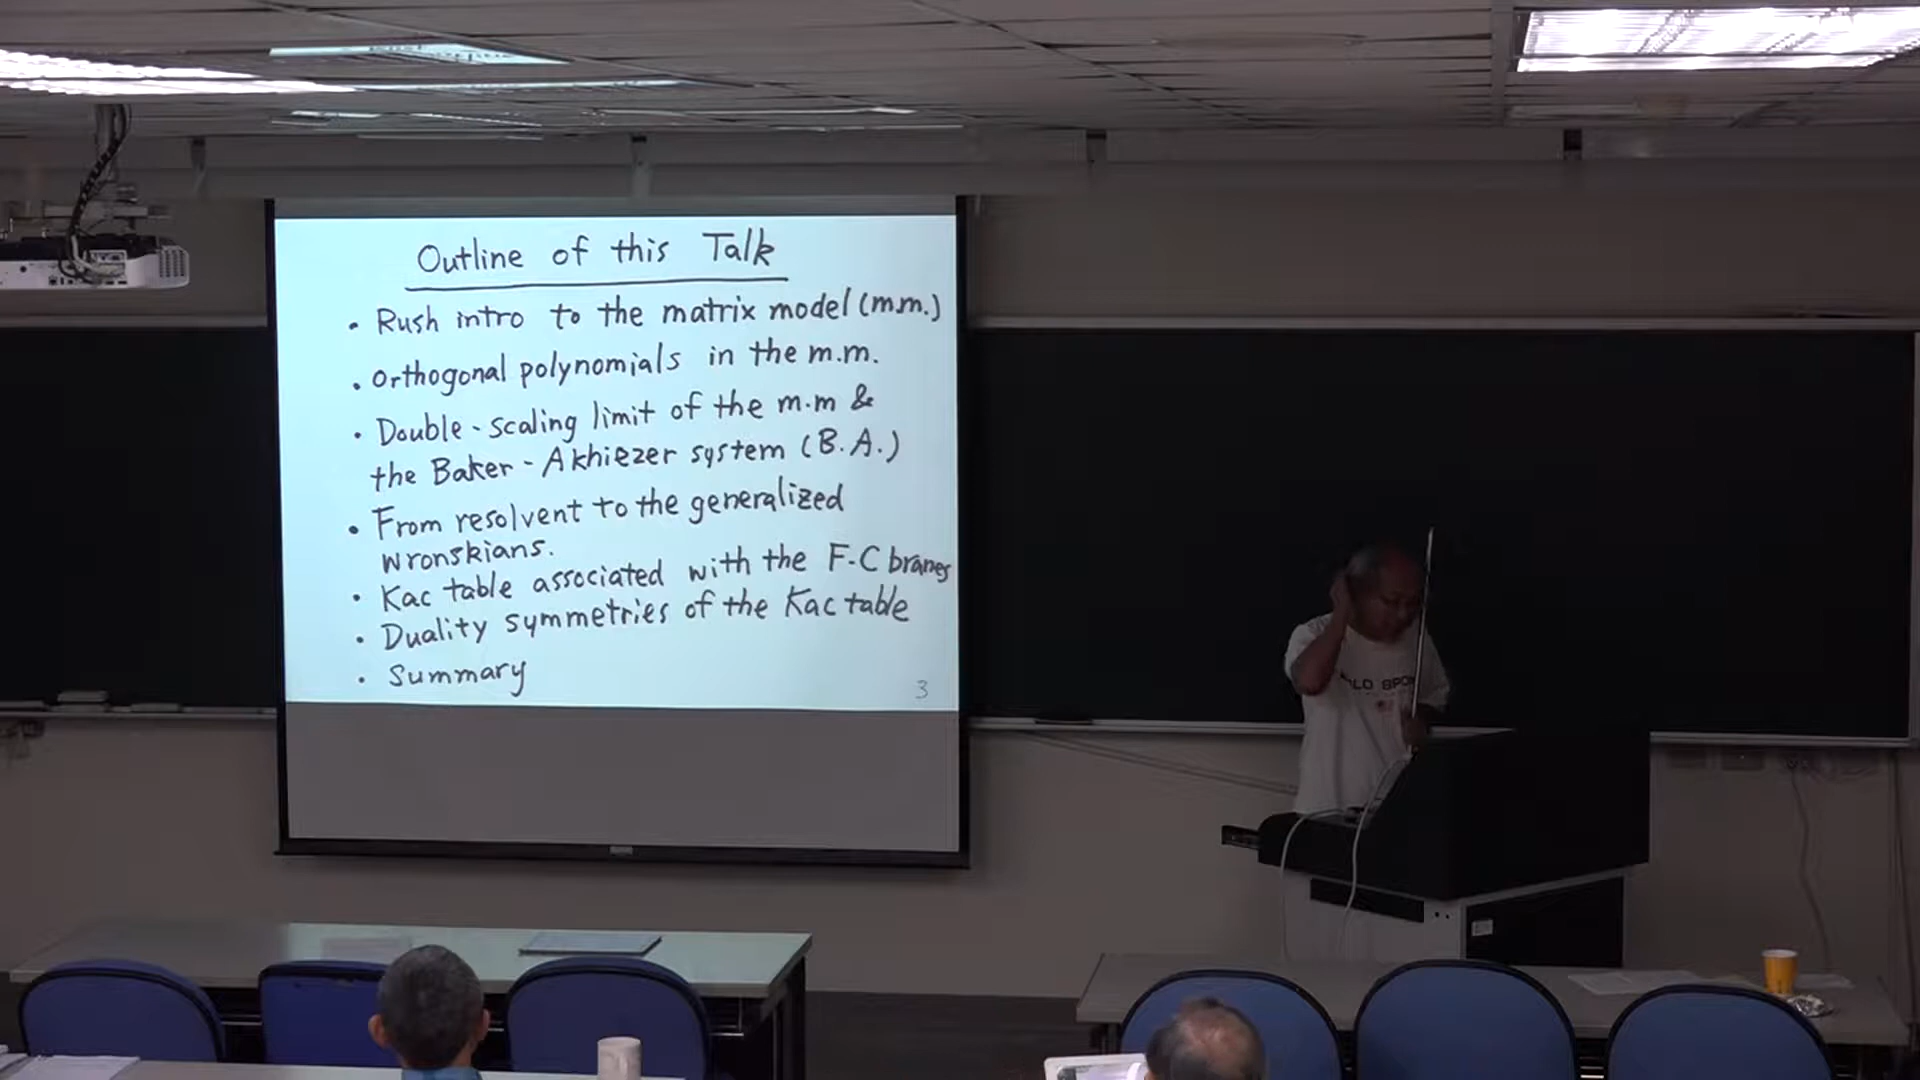 Outline of this Talk
• Rush intro to the matrix model (m.m.)
• Orthogonal polynomials in the m.m.
• Double-scaling limit of the m.m &
the Baker-Akhiezer system (B.A.)
• From resolvent to the generalized
wronskians.
• Kac table associated with the F-C branes
• Duality symmetries of the Kac table
• Summary
3